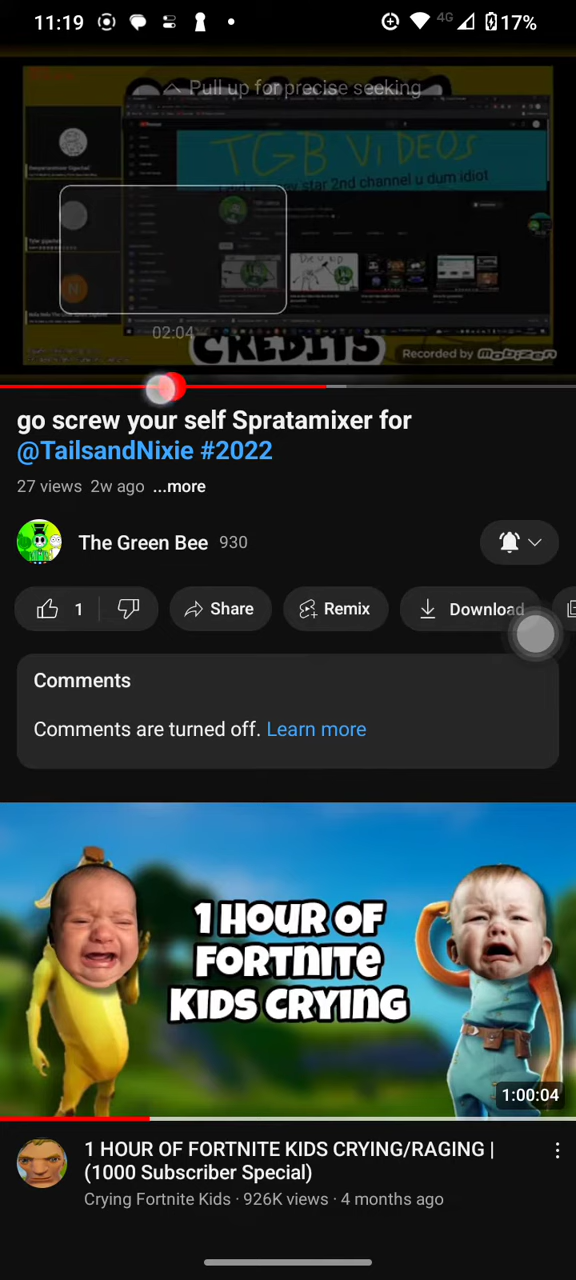 11:19
4G
17%
Pull up for precise seeking
TGB ViDEOS
star 2nd channel u dum idiot
N
02:04
CREDITS
Recorded by Mobizen
go screw your self Spratamixer for
@TailsandNixie #2022
27 views 2w ago ...more
The Green Bee 930
1
Share
Remix
Download
Comments
Comments are turned off. Learn more
1 HOUR OF
FORTNITE
KIDS CRYING
1:00:04
1 HOUR OF FORTNITE KIDS CRYING/RAGING |
(1000 Subscriber Special)
Crying Fortnite Kids · 926K views · 4 months ago